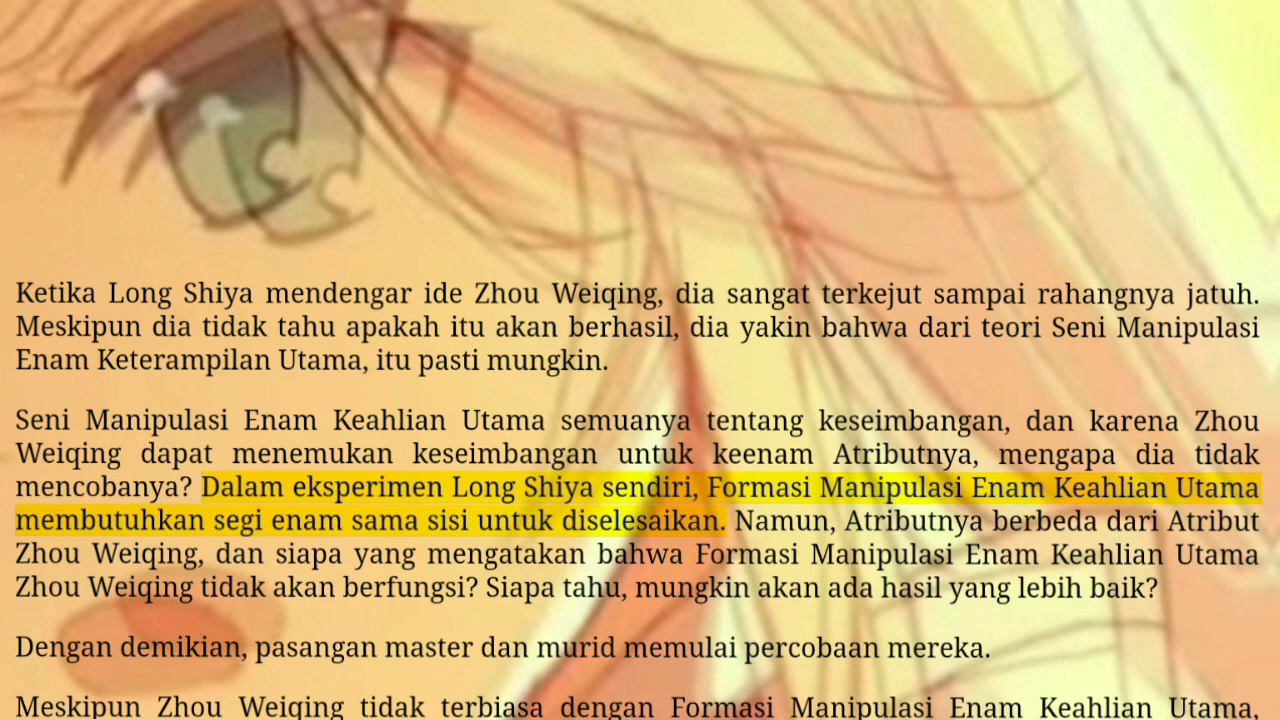 Ketika Long Shiya mendengar ide Zhou Weiqing, dia sangat terkejut sampai rahangnya jatuh.
Meskipun dia tidak tahu apakah itu akan berhasil, dia yakin bahwa dari teori Seni Manipulasi
Enam Keterampilan Utama, itu pasti mungkin.
Seni Manipulasi Enam Keahlian Utama semuanya tentang keseimbangan, dan karena Zhou
Weiqing dapat menemukan keseimbangan untuk keenam Atributnya, mengapa dia tidak
mencobanya? Dalam eksperimen Long Shiya sendiri, Formasi Manipulasi Enam Keahlian Utama
membutuhkan segi enam sama sisi untuk diselesaikan. Namun, Atributnya berbeda dari Atribut
Zhou Weiqing, dan siapa yang mengatakan bahwa Formasi Manipulasi Enam Keahlian Utama
Zhou Weiqing tidak akan berfungsi? Siapa tahu, mungkin akan ada hasil yang lebih baik?
Dengan demikian, pasangan master dan murid memulai percobaan mereka.
Meskipun Zhou Weiqing tidak terbiasa dengan Formasi Manipulasi Enam Keahlian Utama,